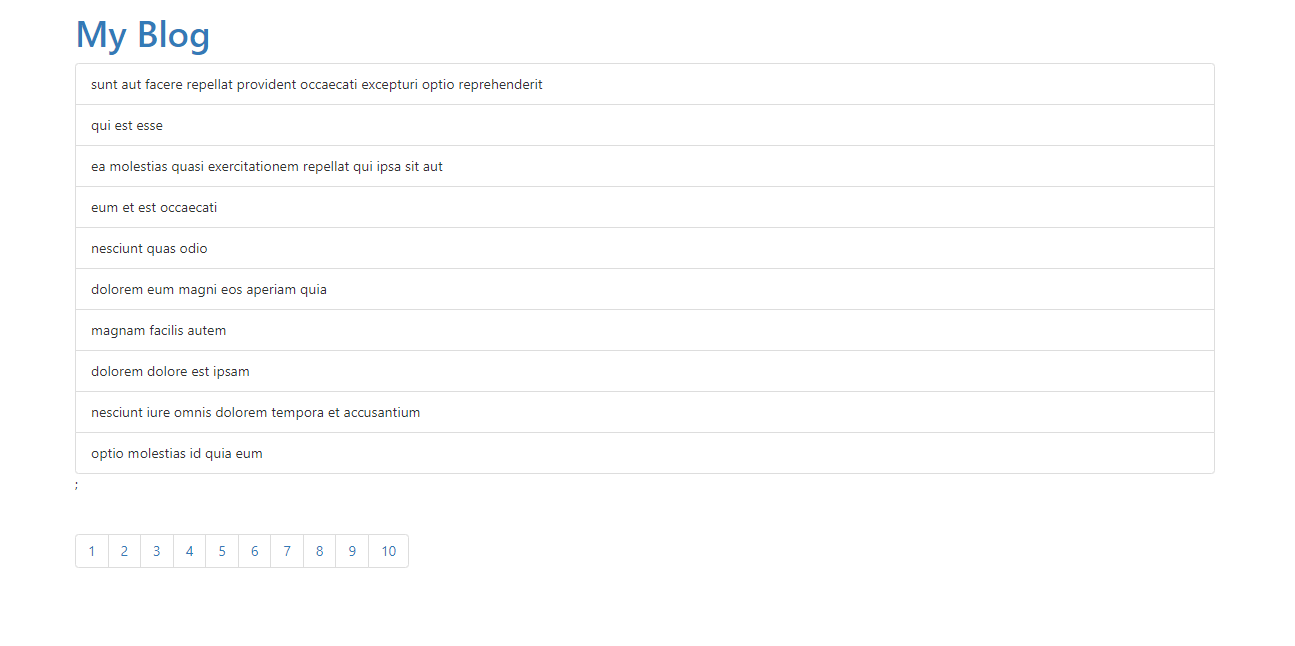 My Blog
sunt aut facere repellat provident occaecati excepturi optio reprehenderit
qui est esse
ea molestias quasi exercitationem repellat qui ipsa sit aut
eum et est occaecati
nesciunt quas odio
dolorem eum magni eos aperiam quia
magnam facilis autem
dolorem dolore est ipsam
nesciunt iure omnis dolorem tempora et accusantium
optio molestias id quia eum
;
1 2 3 4 5 6 7 8 9 10